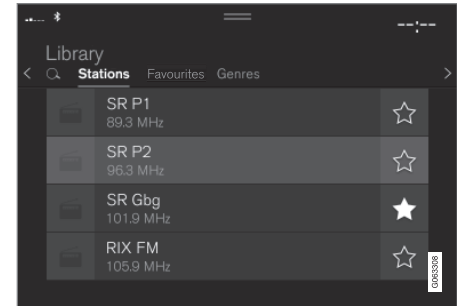 --:--
Library
Stations Favourites Genres
SR P1
89.3 MHz
SR P2
96.3 MHz
SR Gbg
101.9 MHz
RIX FM
105.9 MHz
G063308